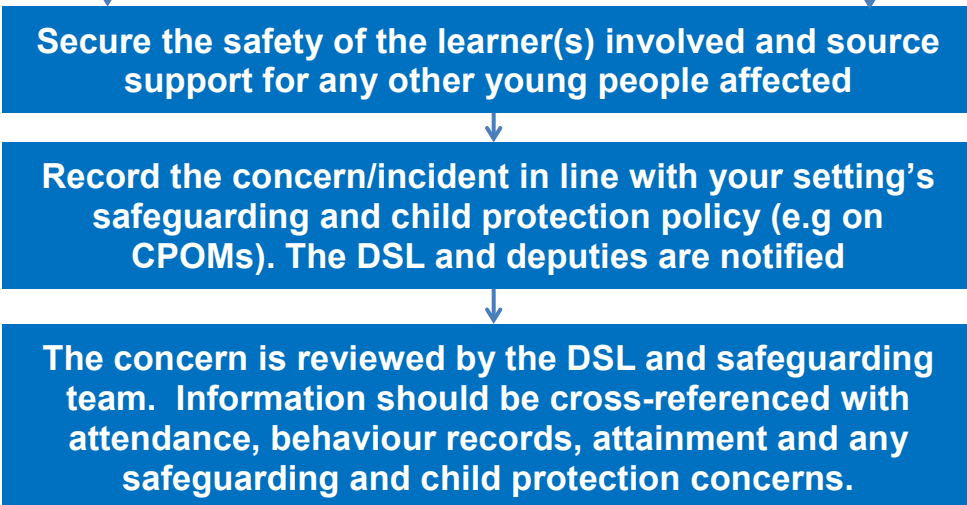 Secure the safety of the learner(s) involved and source
support for any other young people affected
Record the concern/incident in line with your setting's
safeguarding and child protection policy (e.g on
CPOMs). The DSL and deputies are notified
The concern is reviewed by the DSL and safeguarding
team.  Information should be cross-referenced with
attendance, behaviour records, attainment and any
safeguarding and child protection concerns.